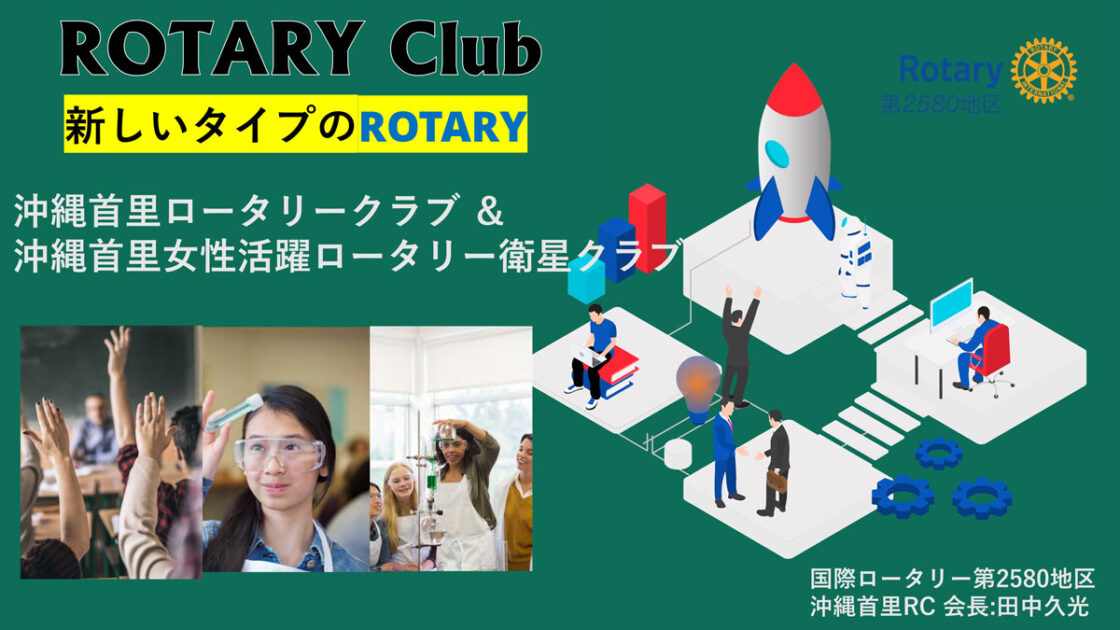 ROTARY Club
新しいタイプのROTARY
Rotary
第2580地区
ROTARY
INTERNATIONAL
沖縄首里ロータリークラブ &
沖縄首里女性活躍ロータリー衛星クラブ
国際ロータリー第2580地区
沖縄首里RC 会長:田中久光